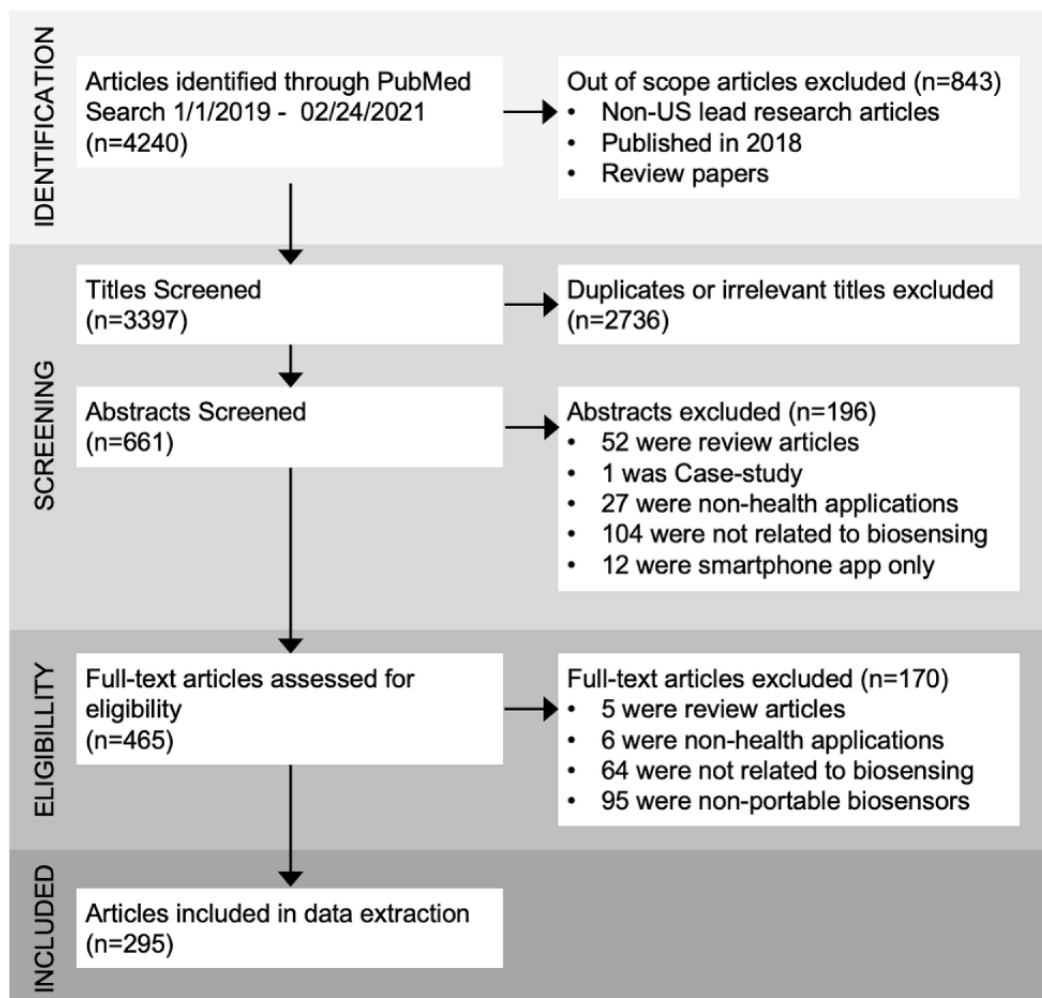 IDENTIFICATION
Articles identified through PubMed
Search 1/1/2019 -  02/24/2021
(n=4240)
Out of scope articles excluded (n=843)
• Non-US lead research articles
• Published in 2018
• Review papers
SCREENING
Titles Screened
(n=3397)
Duplicates or irrelevant titles excluded
(n=2736)
Abstracts Screened
(n=661)
Abstracts excluded (n=196)
• 52 were review articles
• 1 was Case-study
• 27 were non-health applications
• 104 were not related to biosensing
• 12 were smartphone app only
ELIGIBILLITY
Full-text articles assessed for
eligibility
(n=465)
Full-text articles excluded (n=170)
• 5 were review articles
• 6 were non-health applications
• 64 were not related to biosensing
• 95 were non-portable biosensors
INCLUDED
Articles included in data extraction
(n=295)